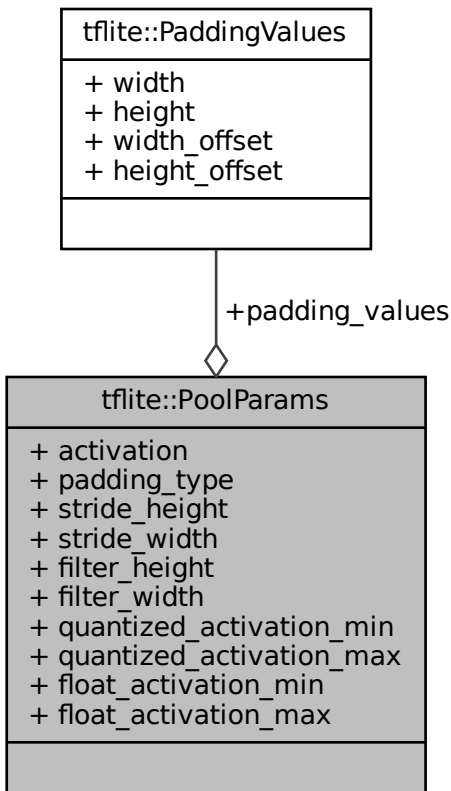 tflite::PaddingValues
+ width
+ height
+ width_offset
+ height_offset
+padding_values
tflite::PoolParams
+ activation
+ padding_type
+ stride_height
+ stride_width
+ filter_height
+ filter_width
+ quantized_activation_min
+ quantized_activation_max
+ float_activation_min
+ float_activation_max